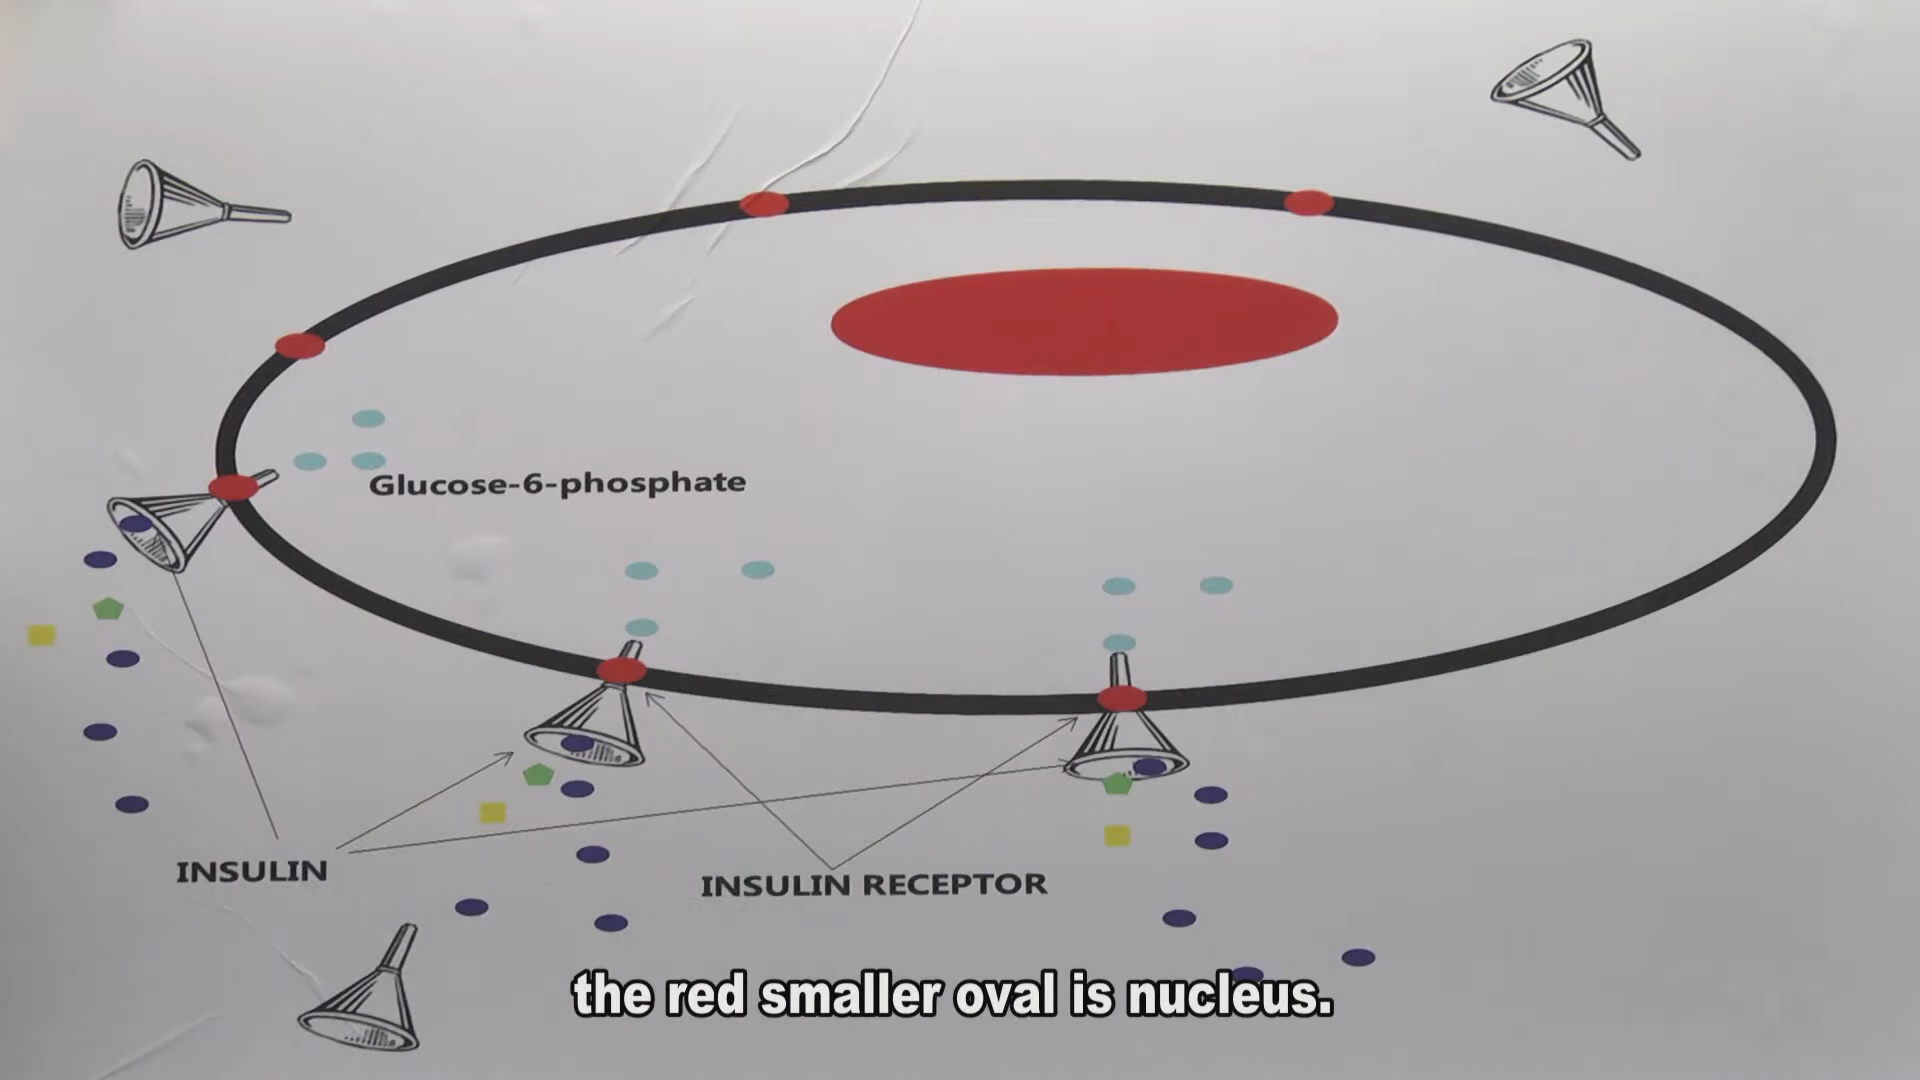 Glucose-6-phosphate
INSULIN
INSULIN RECEPTOR
the red smaller oval is nucleus.